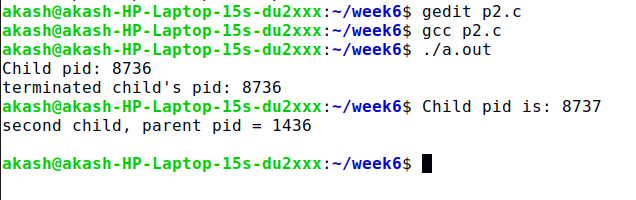 akash@akash-HP-Laptop-15s-du2xxx:~/week6$ gedit p2.c
akash@akash-HP-Laptop-15s-du2xxx:~/week6$ gcc p2.c
akash@akash-HP-Laptop-15s-du2xxx:~/week6$ ./a.out
Child pid: 8736
terminated child's pid: 8736
akash@akash-HP-Laptop-15s-du2xxx:~/week6$ Child pid is: 8737
second child, parent pid = 1436
akash@akash-HP-Laptop-15s-du2xxx:~/week6$